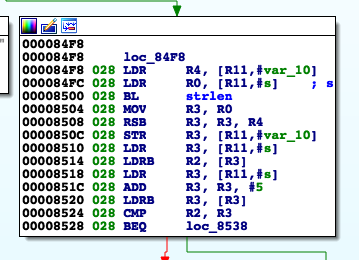 "
000084F8
000084F8 loc_84F8
000084F8 028 LDR R4, [R11,#var_10]
000084FC 028 LDR R0, [R11,#s] ; s
00008500 028 BL strlen
00008504 028 MOV R3, R0
00008508 028 RSB R3, R3, R4
0000850C 028 STR R3, [R11,#var_10]
00008510 028 LDR R3, [R11,#s]
00008514 028 LDRB R2, [R3]
00008518 028 LDR R3, [R11,#s]
0000851C 028 ADD R3, R3, #5
00008520 028 LDRB R3, [R3]
00008524 028 CMP R2, R3
00008528 028 BEQ loc_8538